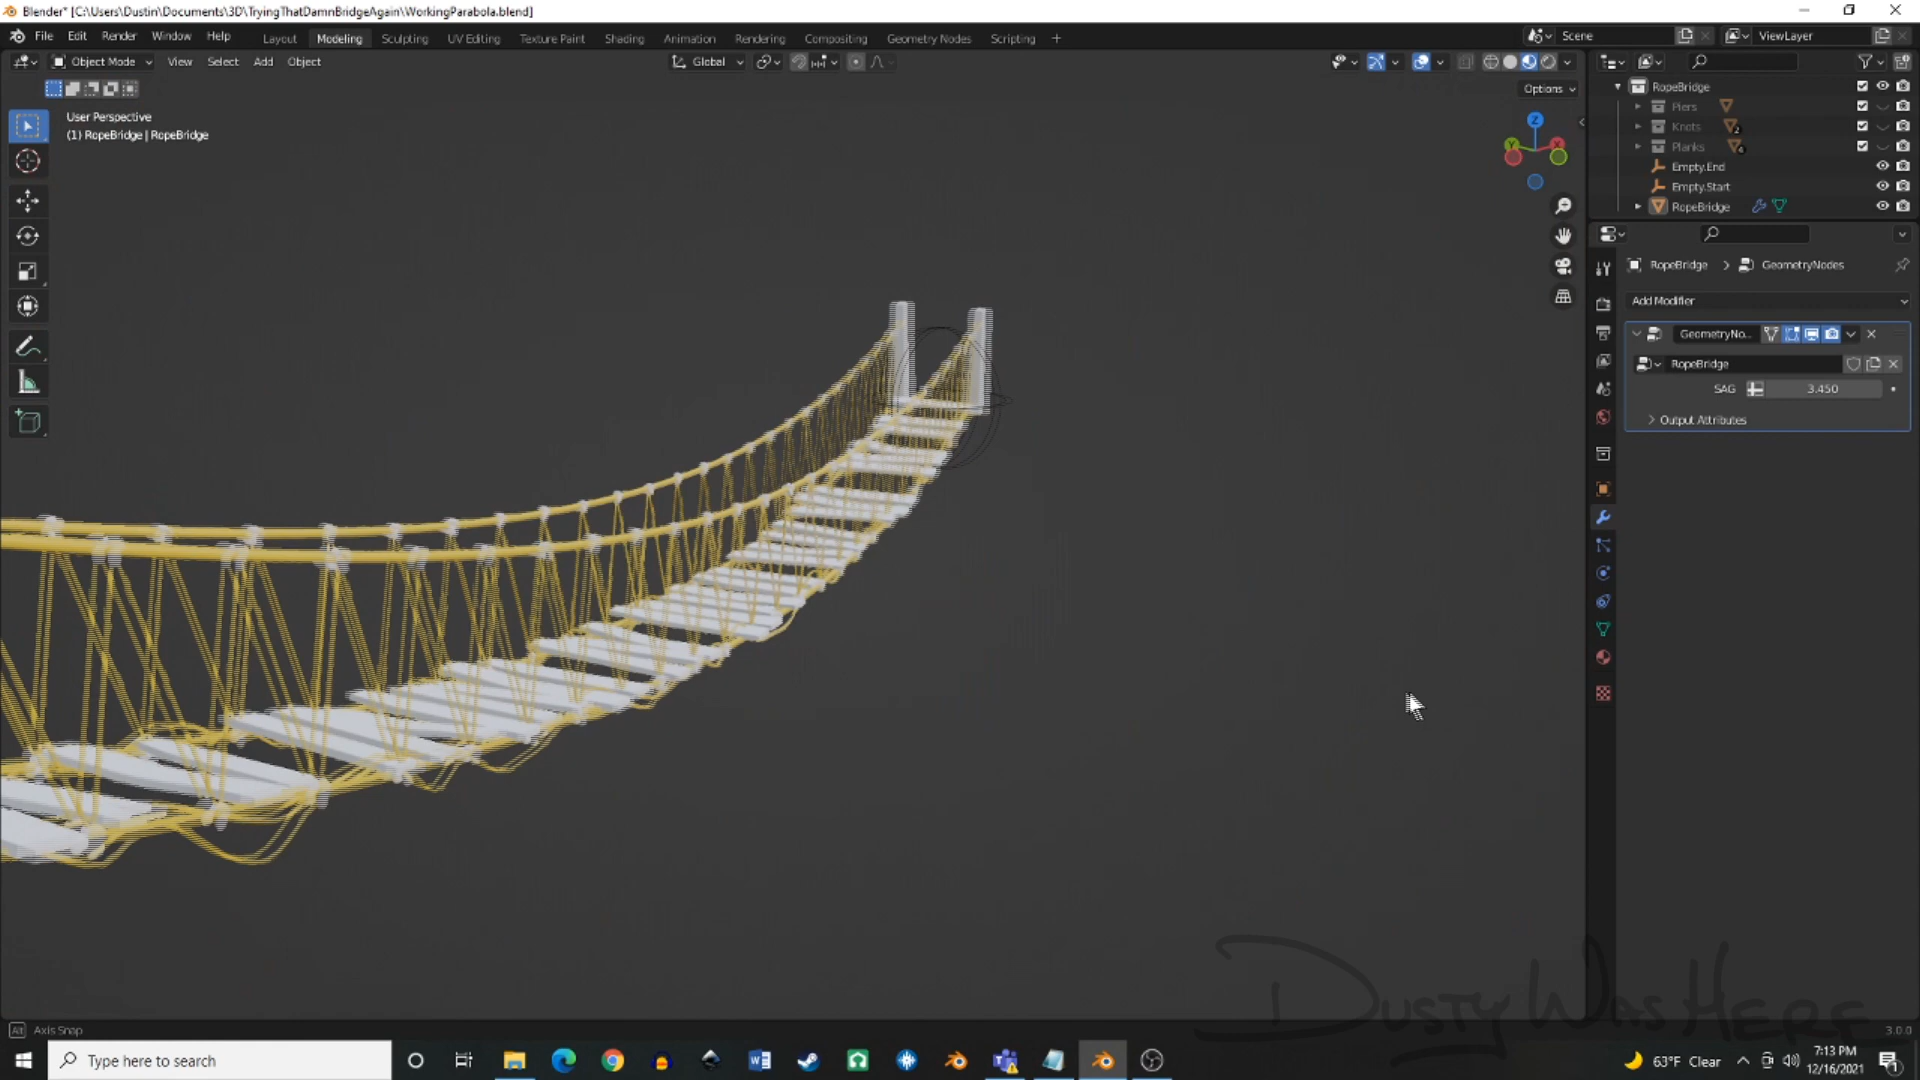 Blender* [C:\Users\Dustin\Documents\3D\TryingThatDamnBridgeAgain\WorkingParabola.blend]
File Edit Render Window Help Layout Modeling Sculpting UV Editing Texture Paint Shading Animation Rendering Compositing Geometry Nodes Scripting + Scene ViewLayer
Object Mode View Select Add Object Global
Options
User Perspective
(1) RopeBridge | RopeBridge
Z
Y
X
RopeBridge
Piers
Knots 2
Planks 4
Empty.End
Empty.Start
RopeBridge
RopeBridge > GeometryNodes
Add Modifier
GeometryNo...
RopeBridge
SAG 3.450
Output Attributes
DustyWasHere
Alt Axis Snap
3.0.0
Type here to search
63°F Clear
7:13 PM
12/16/2021
1